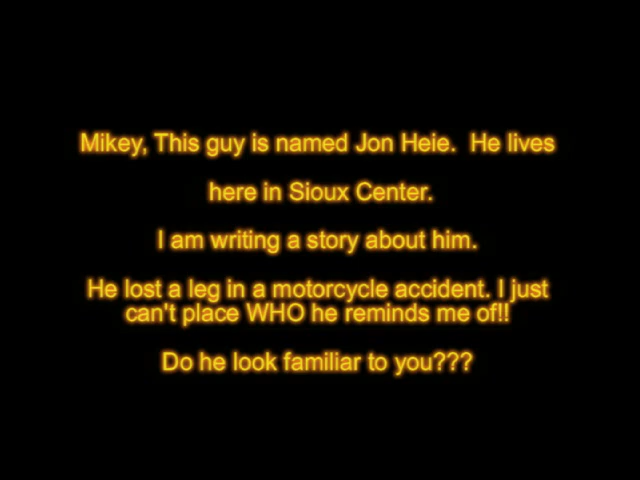 Mikey, This guy is named Jon Heie.  He lives
here in Sioux Center.
I am writing a story about him.
He lost a leg in a motorcycle accident. I just
can't place WHO he reminds me of!!
Do he look familiar to you???